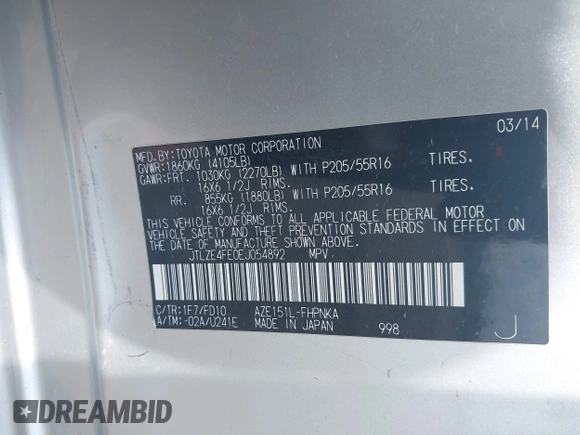 03/14
MFD.BY:TOYOTA MOTOR CORPORATION
GVWR:1860KG (4105LB)
GAWR:FRT. 1030KG (2270LB) WITH P205/55R16 TIRES.
16X6 1/2J RIMS.
RR. 855KG (1880LB) WITH P205/55R16 TIRES.
16X6 1/2J RIMS.
THIS VEHICLE CONFORMS TO ALL APPLICABLE FEDERAL MOTOR
VEHICLE SAFETY AND THEFT PREVENTION STANDARDS IN EFFECT ON
THE DATE OF MANUFACTURE SHOWN ABOVE.
JTLZE4FE0EJ054892 MPV
C/TR:1F7/FD10 AZE151L-FHPNKA
A/TM:-02A/U241E MADE IN JAPAN 998 J
DREAMBID